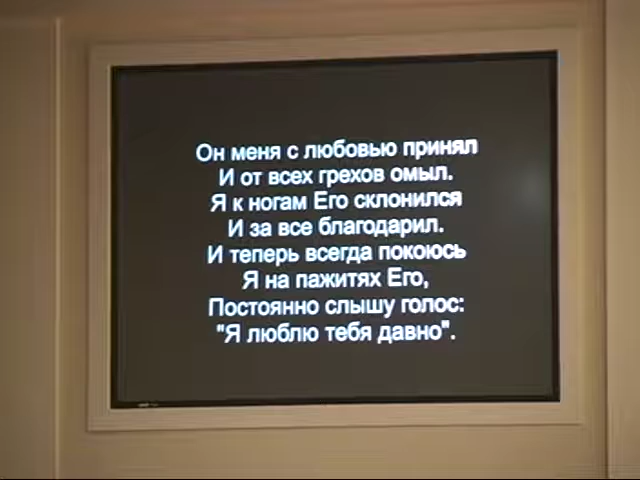 Он меня с любовью принял
И от всех грехов омыл.
Я к ногам Его склонился
И за все благодарил.
И теперь всегда покоюсь
Я на пажитях Его,
Постоянно слышу голос:
"Я люблю тебя давно".